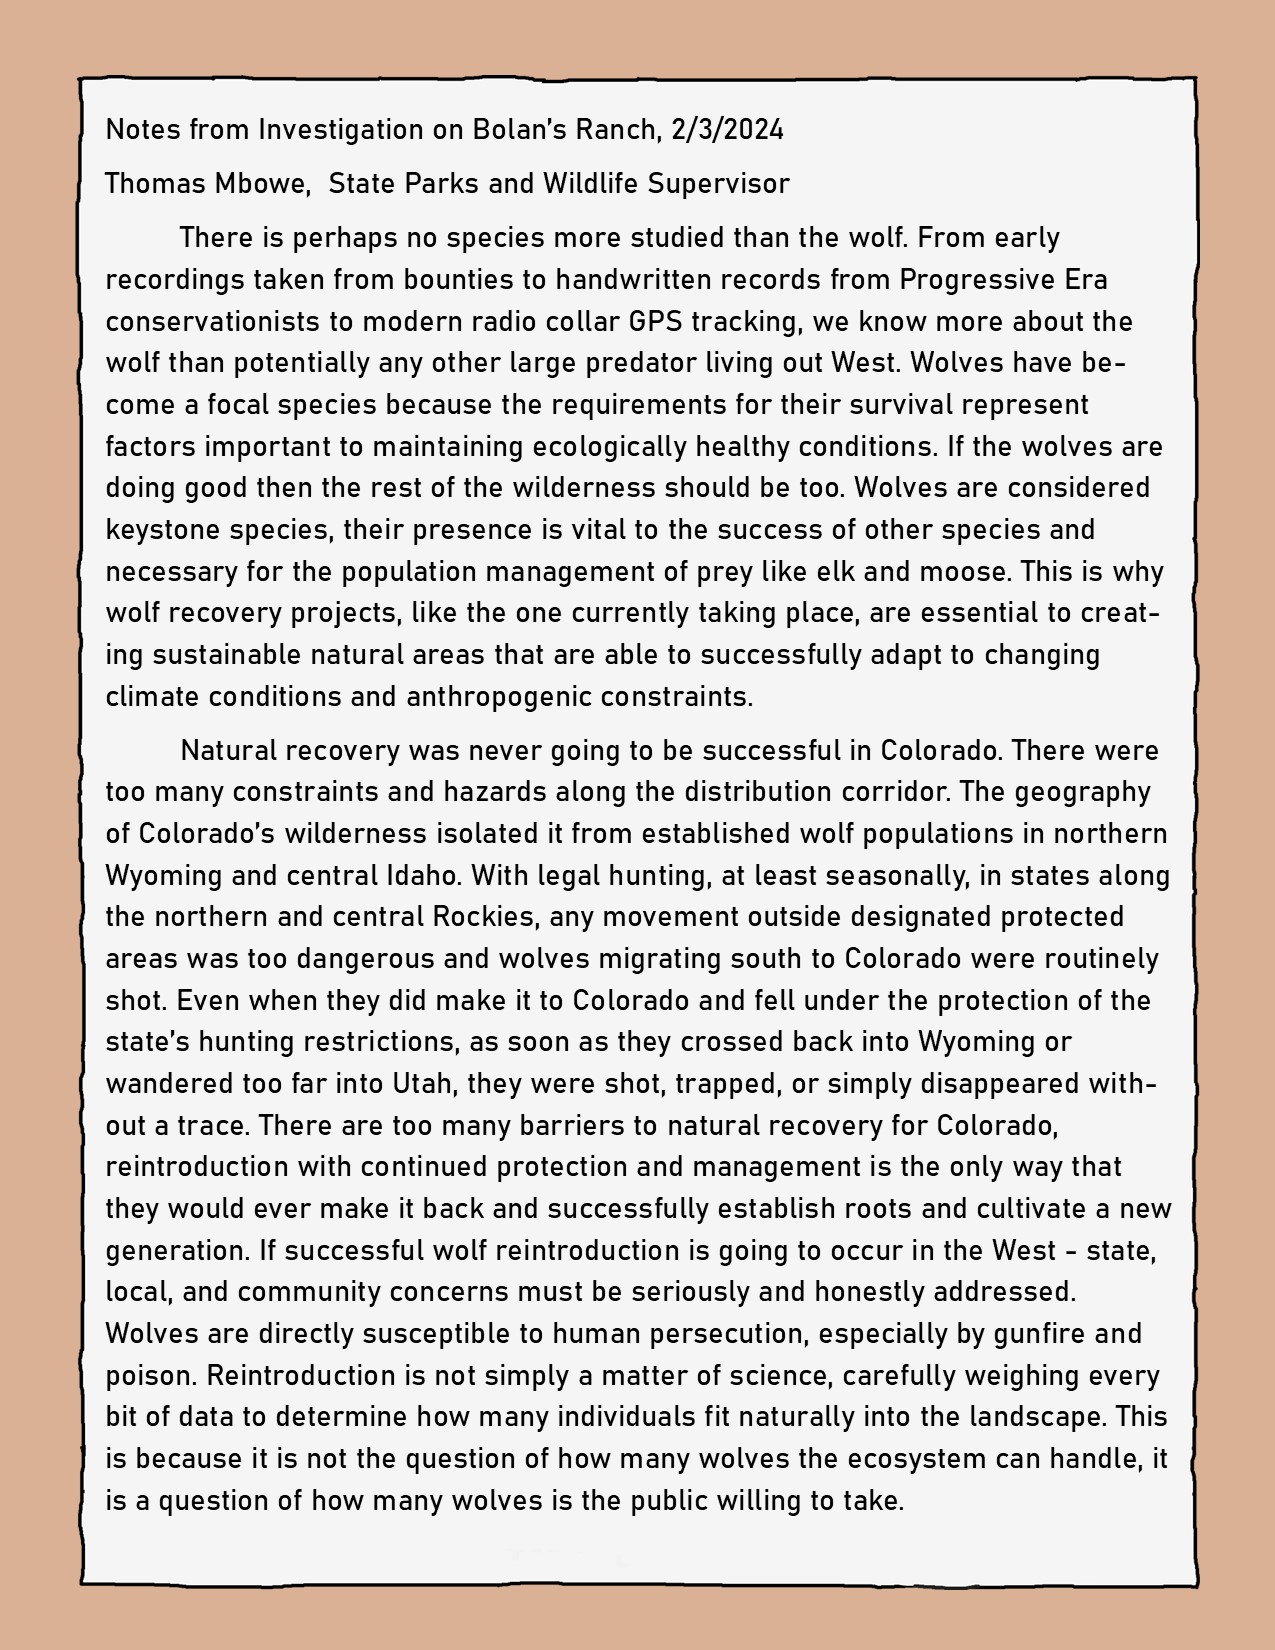 Notes from Investigation on Bolan's Ranch, 2/3/2024
Thomas Mbowe,  State Parks and Wildlife Supervisor
There is perhaps no species more studied than the wolf. From early
recordings taken from bounties to handwritten records from Progressive Era
conservationists to modern radio collar GPS tracking, we know more about the
wolf than potentially any other large predator living out West. Wolves have be-
come a focal species because the requirements for their survival represent
factors important to maintaining ecologically healthy conditions. If the wolves are
doing good then the rest of the wilderness should be too. Wolves are considered
keystone species, their presence is vital to the success of other species and
necessary for the population management of prey like elk and moose. This is why
wolf recovery projects, like the one currently taking place, are essential to creat-
ing sustainable natural areas that are able to successfully adapt to changing
climate conditions and anthropogenic constraints.
Natural recovery was never going to be successful in Colorado. There were
too many constraints and hazards along the distribution corridor. The geography
of Colorado's wilderness isolated it from established wolf populations in northern
Wyoming and central Idaho. With legal hunting, at least seasonally, in states along
the northern and central Rockies, any movement outside designated protected
areas was too dangerous and wolves migrating south to Colorado were routinely
shot. Even when they did make it to Colorado and fell under the protection of the
state's hunting restrictions, as soon as they crossed back into Wyoming or
wandered too far into Utah, they were shot, trapped, or simply disappeared with-
out a trace. There are too many barriers to natural recovery for Colorado,
reintroduction with continued protection and management is the only way that
they would ever make it back and successfully establish roots and cultivate a new
generation. If successful wolf reintroduction is going to occur in the West - state,
local, and community concerns must be seriously and honestly addressed.
Wolves are directly susceptible to human persecution, especially by gunfire and
poison. Reintroduction is not simply a matter of science, carefully weighing every
bit of data to determine how many individuals fit naturally into the landscape. This
is because it is not the question of how many wolves the ecosystem can handle, it
is a question of how many wolves is the public willing to take.